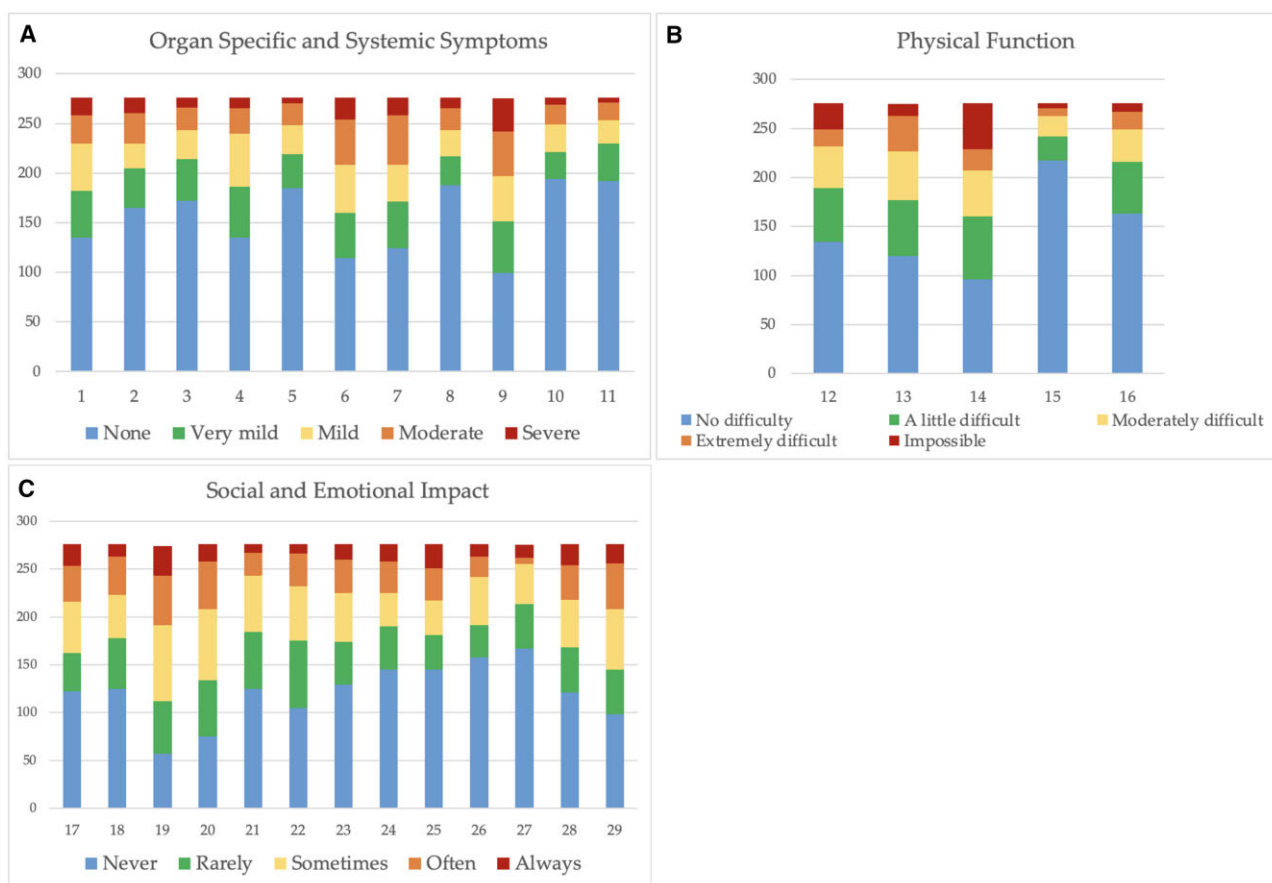 A
Organ Specific and Systemic Symptoms
300
250
200
150
100
50
0
1 2 3 4 5 6 7 8 9 10 11
None Very mild Mild Moderate Severe
B
Physical Function
300
250
200
150
100
50
0
12 13 14 15 16
No difficulty A little difficult Moderately difficult
Extremely difficult Impossible
C
Social and Emotional Impact
300
250
200
150
100
50
0
17 18 19 20 21 22 23 24 25 26 27 28 29
Never Rarely Sometimes Often Always